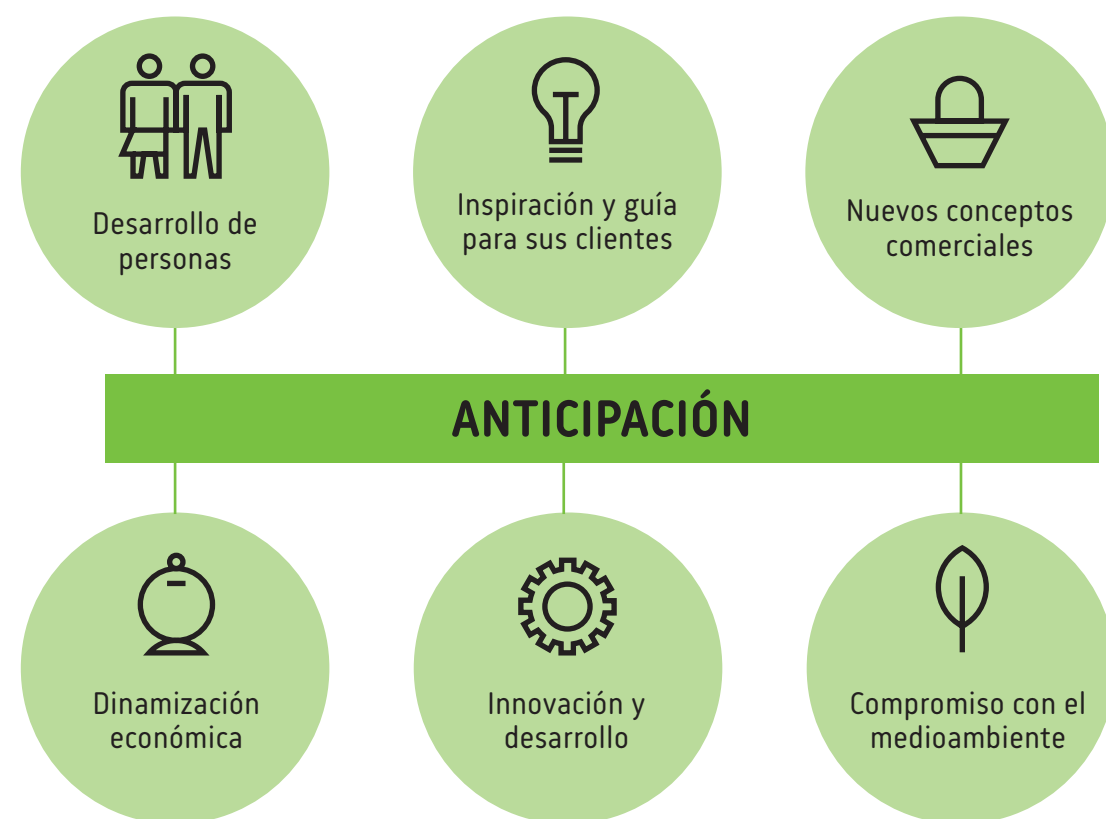 Desarrollo de
personas
Inspiración y guía
para sus clientes
Nuevos conceptos
comerciales
ANTICIPACIÓN
Dinamización
económica
Innovación y
desarrollo
Compromiso con el
medioambiente